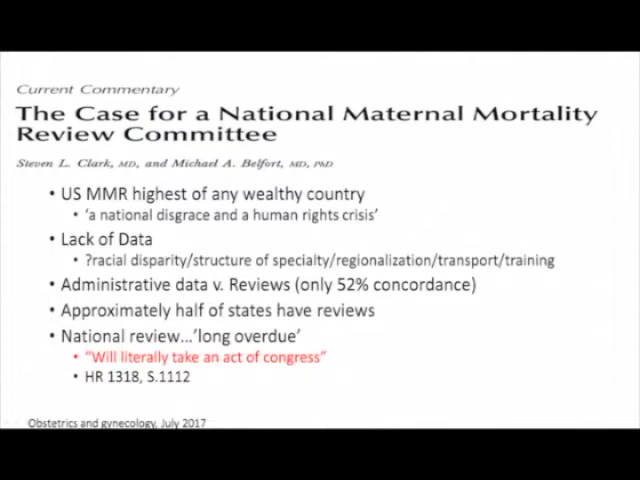 Current Commentary
The Case for a National Maternal Mortality
Review Committee
Steven L. Clark, MD, and Michael A. Belfort, MD, PhD
• US MMR highest of any wealthy country
• 'a national disgrace and a human rights crisis'
• Lack of Data
• ?racial disparity/structure of specialty/regionalization/transport/training
• Administrative data v. Reviews (only 52% concordance)
• Approximately half of states have reviews
• National review...'long overdue'
• "Will literally take an act of congress"
• HR 1318, S.1112
Obstetrics and gynecology, July 2017